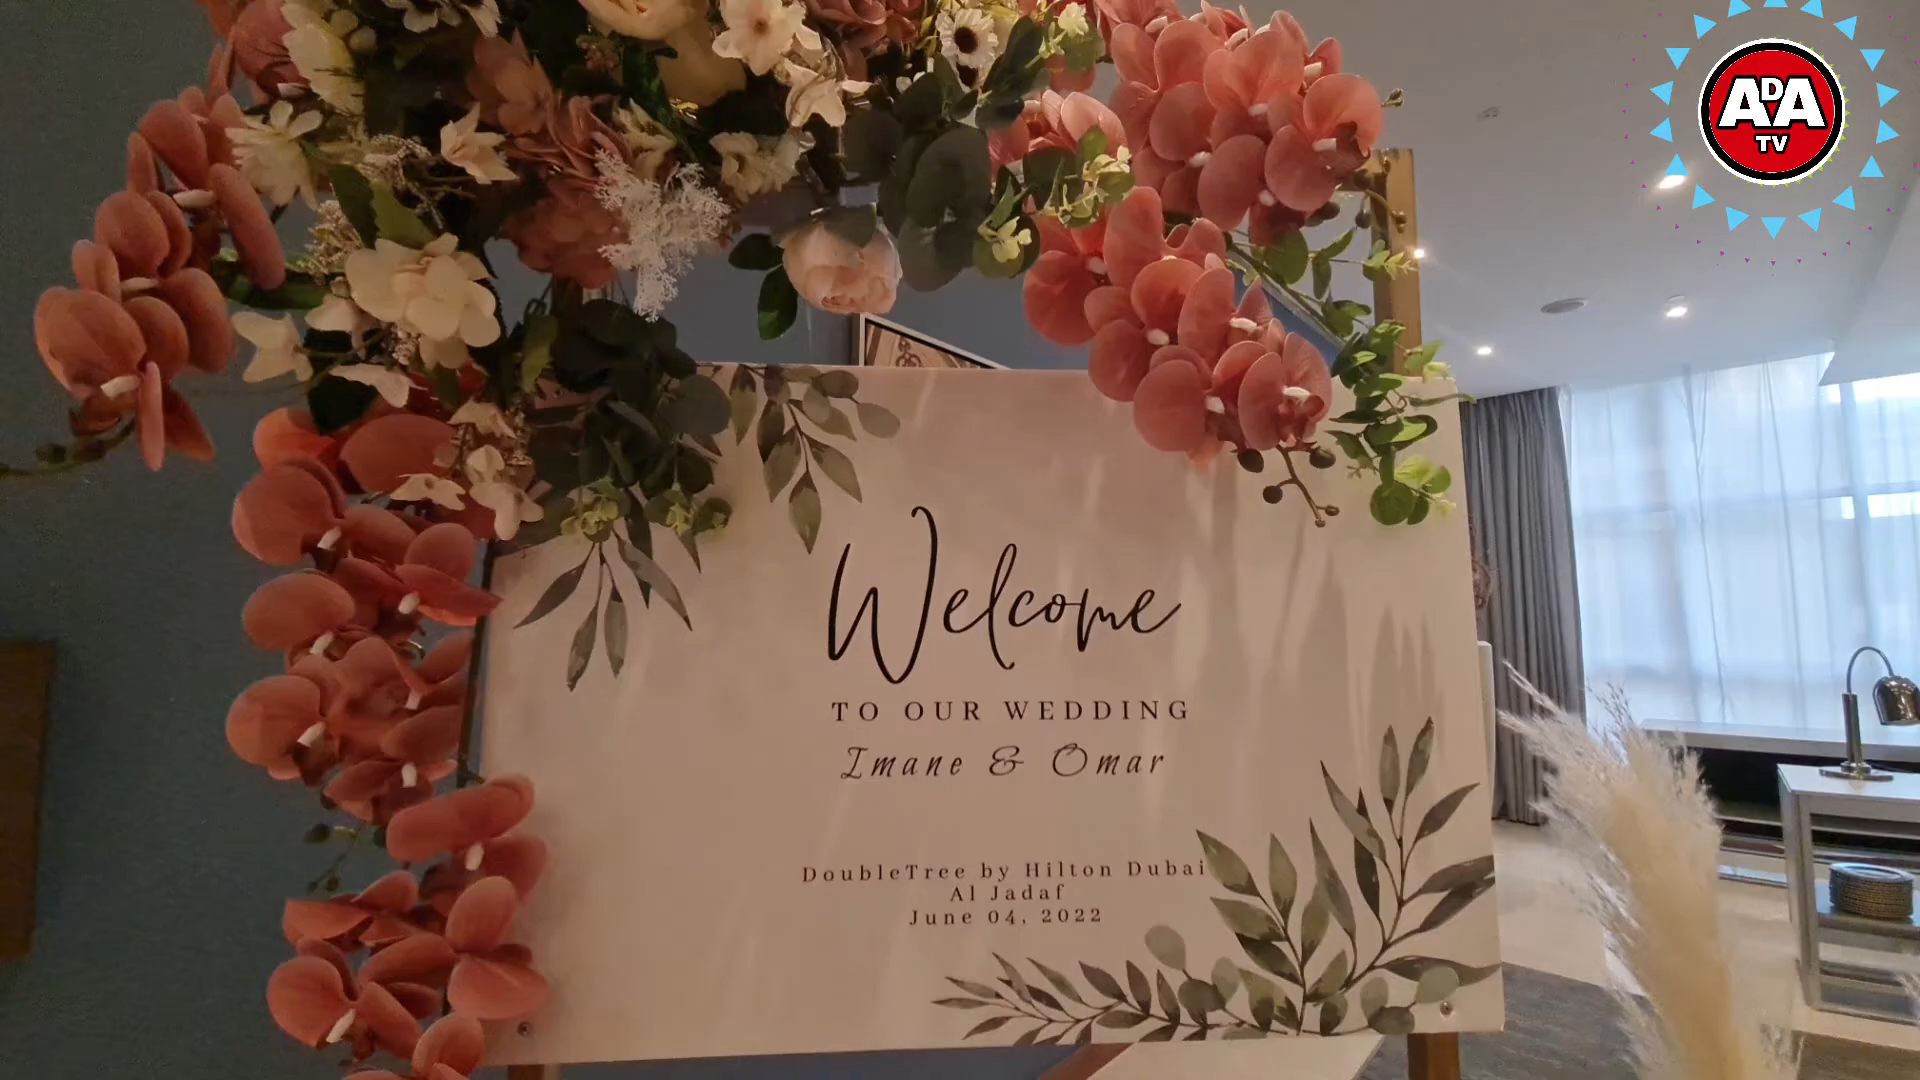 ADA
TV
Welcome
TO OUR WEDDING
Imane & Omar
DoubleTree by Hilton Dubai
Al Jadaf
June 04, 2022